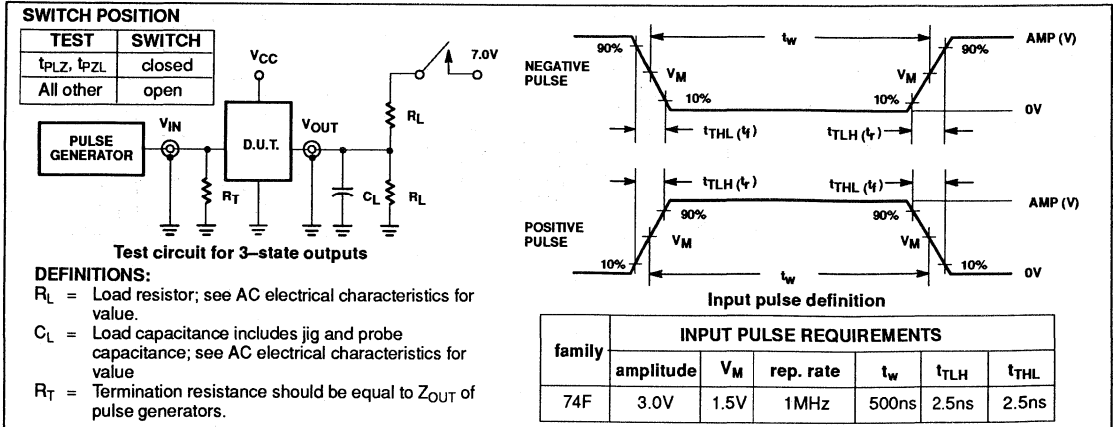 SWITCH POSITION
TEST SWITCH
tPLZ, tPZL closed
All other open
VCC
7.0V
VIN
VOUT
PULSE
GENERATOR
D.U.T.
RL
RT
CL
RL
Test circuit for 3–state outputs
DEFINITIONS:
RL = Load resistor; see AC electrical characteristics for
value.
CL = Load capacitance includes jig and probe
capacitance; see AC electrical characteristics for
value
RT = Termination resistance should be equal to ZOUT of
pulse generators.
NEGATIVE
PULSE
90%
tw
90%
AMP (V)
VM
VM
10%
10%
0V
tTHL (tf)
tTLH (tr)
tTLH (tr)
tTHL (tf)
POSITIVE
PULSE
90%
90%
AMP (V)
VM
VM
10%
tw
10%
0V
Input pulse definition
family INPUT PULSE REQUIREMENTS
amplitude VM rep. rate tw tTLH tTHL
74F 3.0V 1.5V 1MHz 500ns 2.5ns 2.5ns